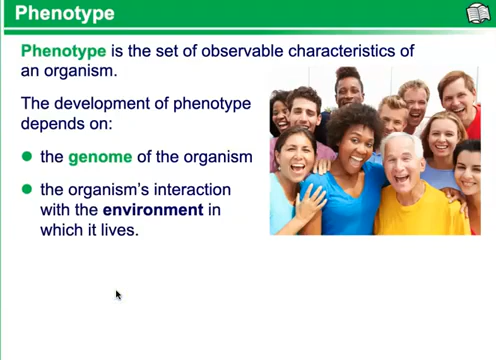 Phenotype
Phenotype is the set of observable characteristics of
an organism.
The development of phenotype
depends on:
the genome of the organism
the organism's interaction
with the environment in
which it lives.